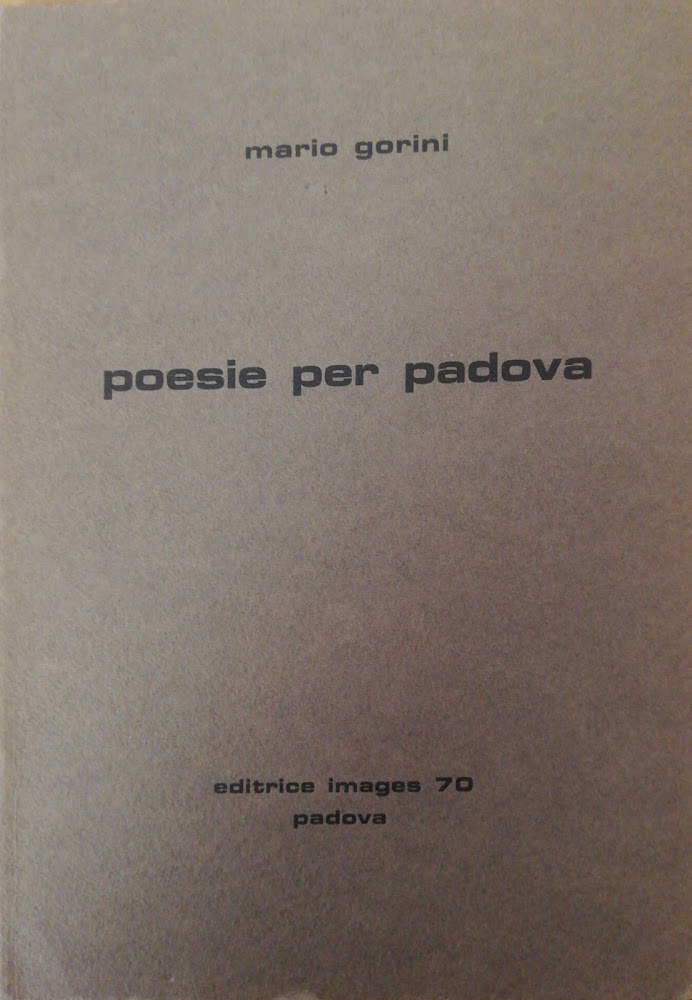 mario gorini
poesie per padova
editrice images 70
padova